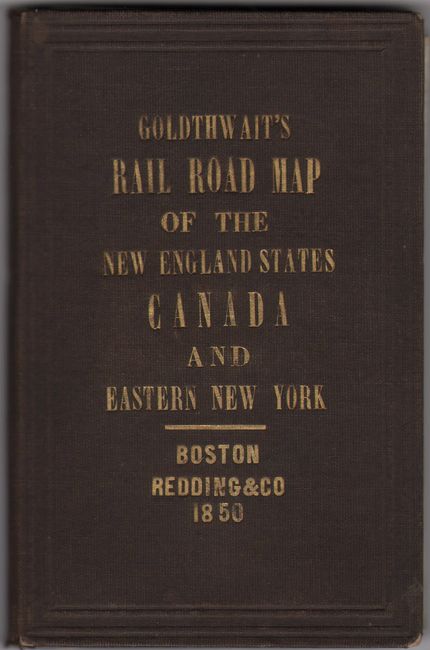 GOLDTHWAIT'S
RAIL ROAD MAP
OF THE
NEW ENGLAND STATES
CANADA
AND
EASTERN NEW YORK
BOSTON
REDDING&CO
1850